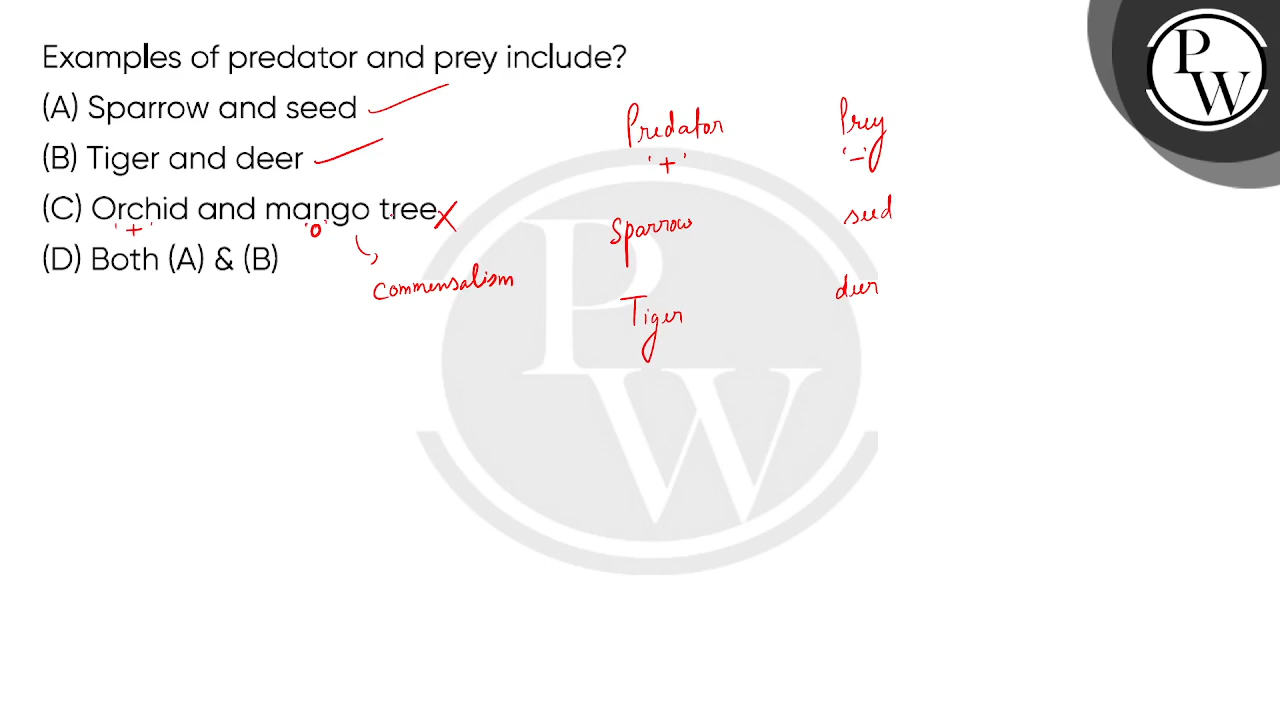 Examples of predator and prey include?
(A) Sparrow and seed
(B) Tiger and deer
(C) Orchid and mango tree
'+' 'o'
(D) Both (A) & (B)
commensalism
Predator Prey
'+' '-'
Sparrow seed
Tiger deer
PW
PW